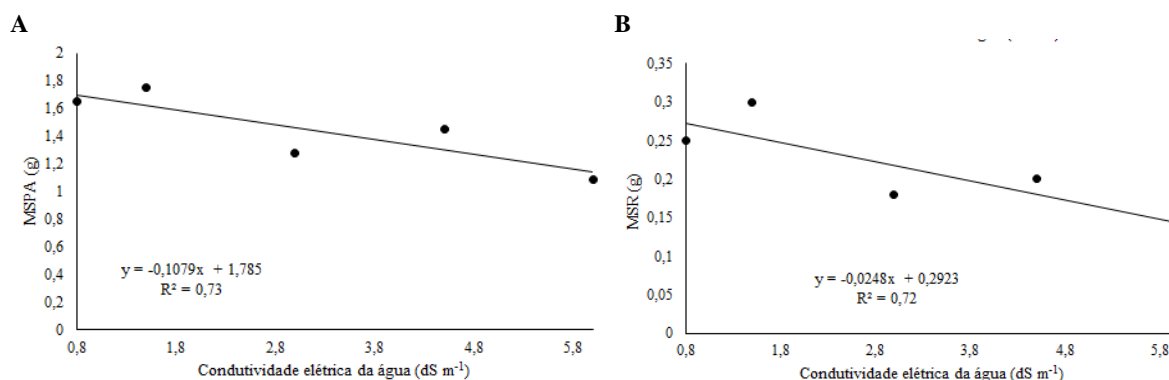 A
2
1,8
1,6
1,4
1,2
1
0,8
0,6
0,4
0,2
0
MSPA (g)
y = -0,1079x + 1,785
R² = 0,73
0,8 1,8 2,8 3,8 4,8 5,8
Condutividade elétrica da água (dS m⁻¹)
B
0,35
0,3
0,25
0,2
0,15
0,1
0,05
0
MSR (g)
y = -0,0248x + 0,2923
R² = 0,72
0,8 1,8 2,8 3,8 4,8 5,8
Condutividade elétrica da água (dS m⁻¹)